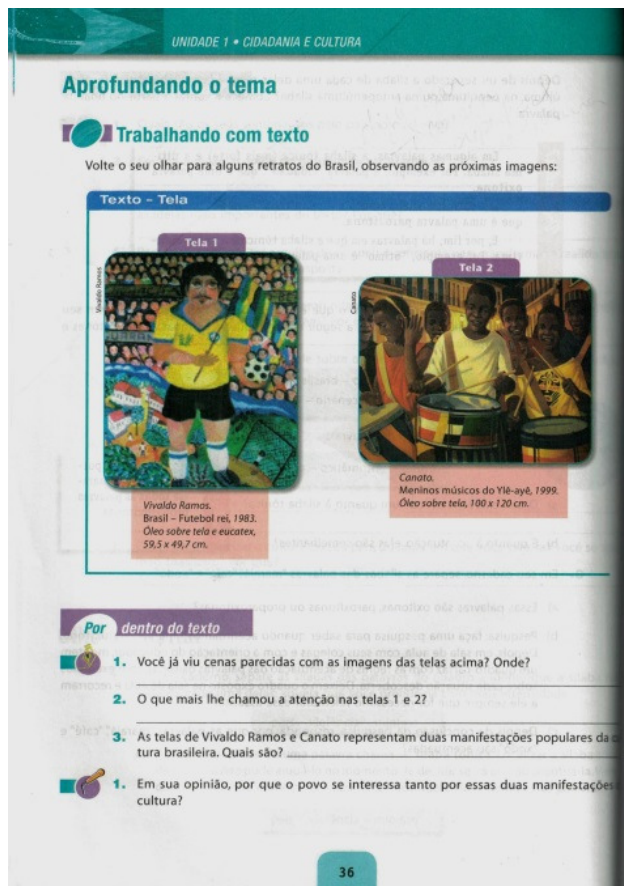 UNIDADE 1 • CIDADANIA E CULTURA
Aprofundando o tema
Trabalhando com texto
Volte o seu olhar para alguns retratos do Brasil, observando as próximas imagens:
Texto – Tela
Tela 1
Vivaldo Ramos
Tela 2
Canato
Vivaldo Ramos.
Brasil – Futebol rei, 1983.
Óleo sobre tela e eucatex,
59,5 x 49,7 cm.
Canato.
Meninos músicos do Ylê-ayê, 1999.
Óleo sobre tela, 100 x 120 cm.
Por dentro do texto
1. Você já viu cenas parecidas com as imagens das telas acima? Onde?
2. O que mais lhe chamou a atenção nas telas 1 e 2?
3. As telas de Vivaldo Ramos e Canato representam duas manifestações populares da
tura brasileira. Quais são?
1. Em sua opinião, por que o povo se interessa tanto por essas duas manifestações
cultura?
36